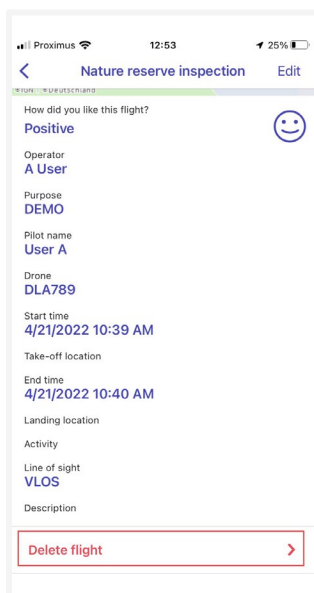 Proximus 12:53 25%
Nature reserve inspection Edit
Deutschland
How did you like this flight?
Positive
Operator
A User
Purpose
DEMO
Pilot name
User A
Drone
DLA789
Start time
4/21/2022 10:39 AM
Take-off location
End time
4/21/2022 10:40 AM
Landing location
Activity
Line of sight
VLOS
Description
Delete flight